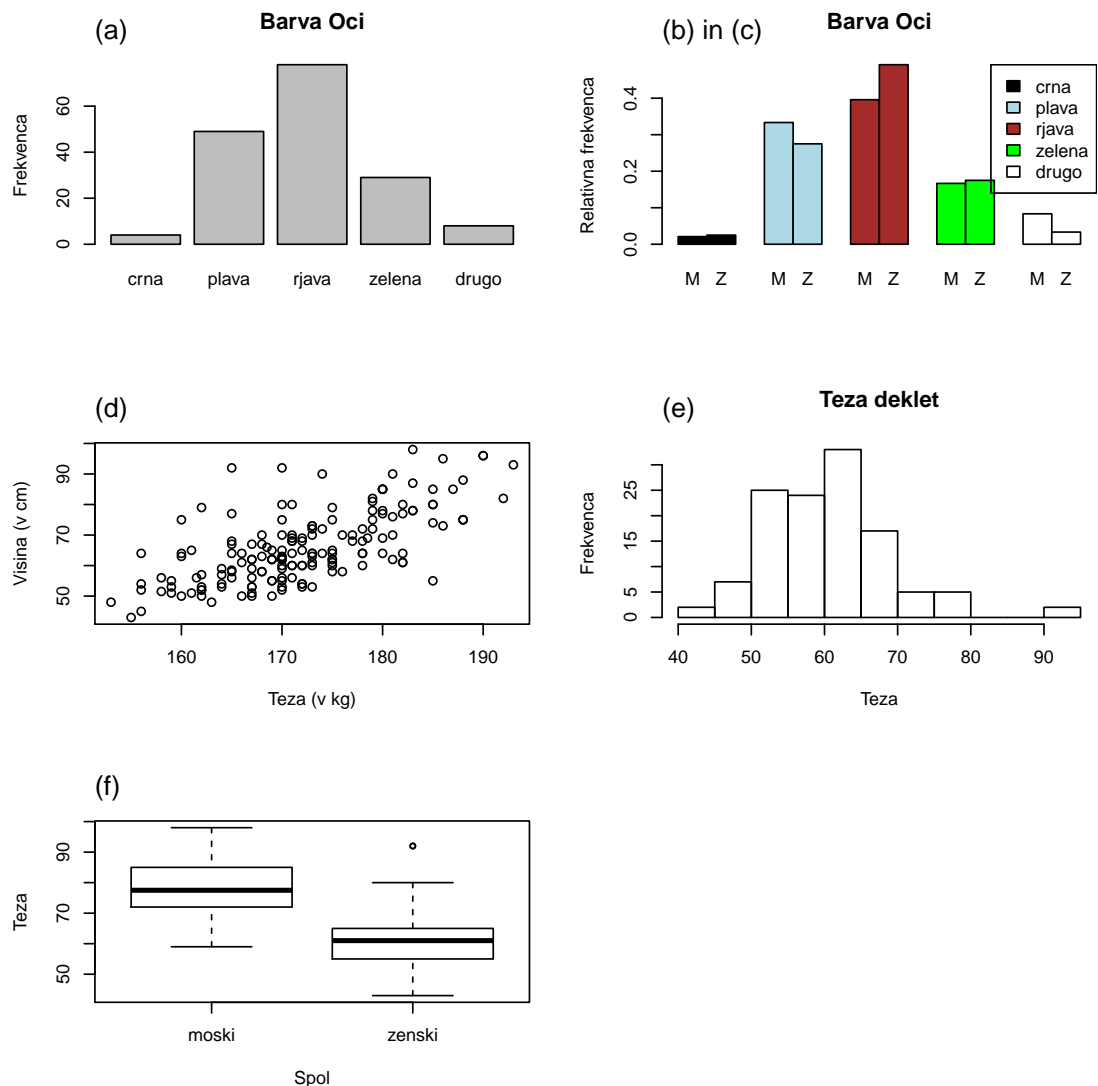 (a)
Barva Oci
Frekvenca
0 20 40 60
crna plava rjava zelena drugo
(b) in (c)
Barva Oci
Relativna frekvenca
0.0 0.2 0.4
crna
plava
rjava
zelena
drugo
M Z M Z M Z M Z M Z
(d)
Visina (v cm)
50 70 90
160 170 180 190
Teza (v kg)
(e)
Teza deklet
Frekvenca
0 5 15 25
40 50 60 70 80 90
Teza
(f)
Teza
50 70 90
moski zenski
Spol